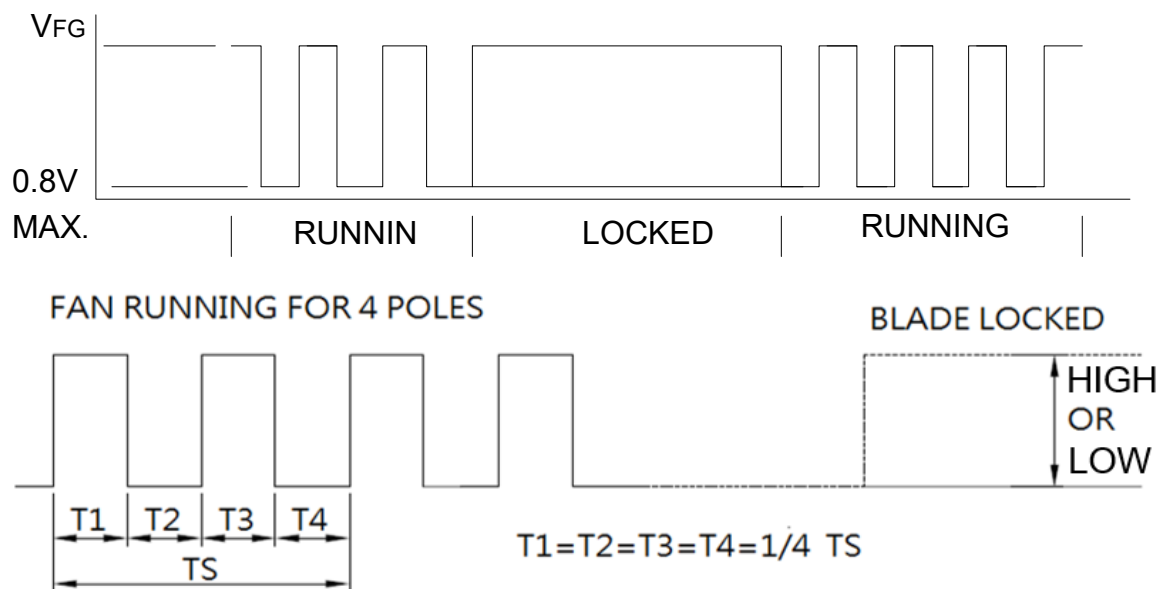 VFG
0.8V
MAX.
RUNNIN
LOCKED
RUNNING
FAN RUNNING FOR 4 POLES
BLADE LOCKED
HIGH
OR
LOW
T1 T2 T3 T4
T1=T2=T3=T4=1/4 TS
TS